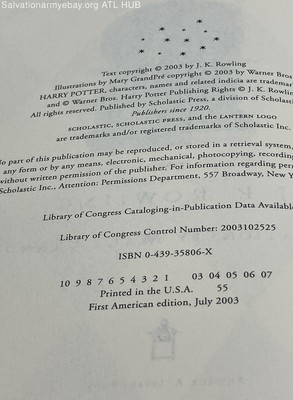 Salvationarmyebay.org ATL HUB
Text copyright © 2003 by J. K. Rowling
Illustrations by Mary GrandPré copyright © 2003 by Warner Bros.
HARRY POTTER, characters, names and related indicia are tradema
and © Warner Bros. Harry Potter Publishing Rights © J. K. Rowl
All rights reserved. Published by Scholastic Press, a division of Scholast
Publishers since 1920.
SCHOLASTIC, SCHOLASTIC PRESS, and the LANTERN LOGO
are trademarks and/or registered trademarks of Scholastic Inc.
No part of this publication may be reproduced, or stored in a retrieval system,
any form or by any means, electronic, mechanical, photocopying, recording
without written permission of the publisher. For information regarding perm
Scholastic Inc., Attention: Permissions Department, 557 Broadway, New Y
Library of Congress Cataloging-in-Publication Data Available
Library of Congress Control Number: 2003102525
ISBN 0-439-35806-X
10 9 8 7 6 5 4 3 2 1 03 04 05 06 07
Printed in the U.S.A. 55
First American edition, July 2003